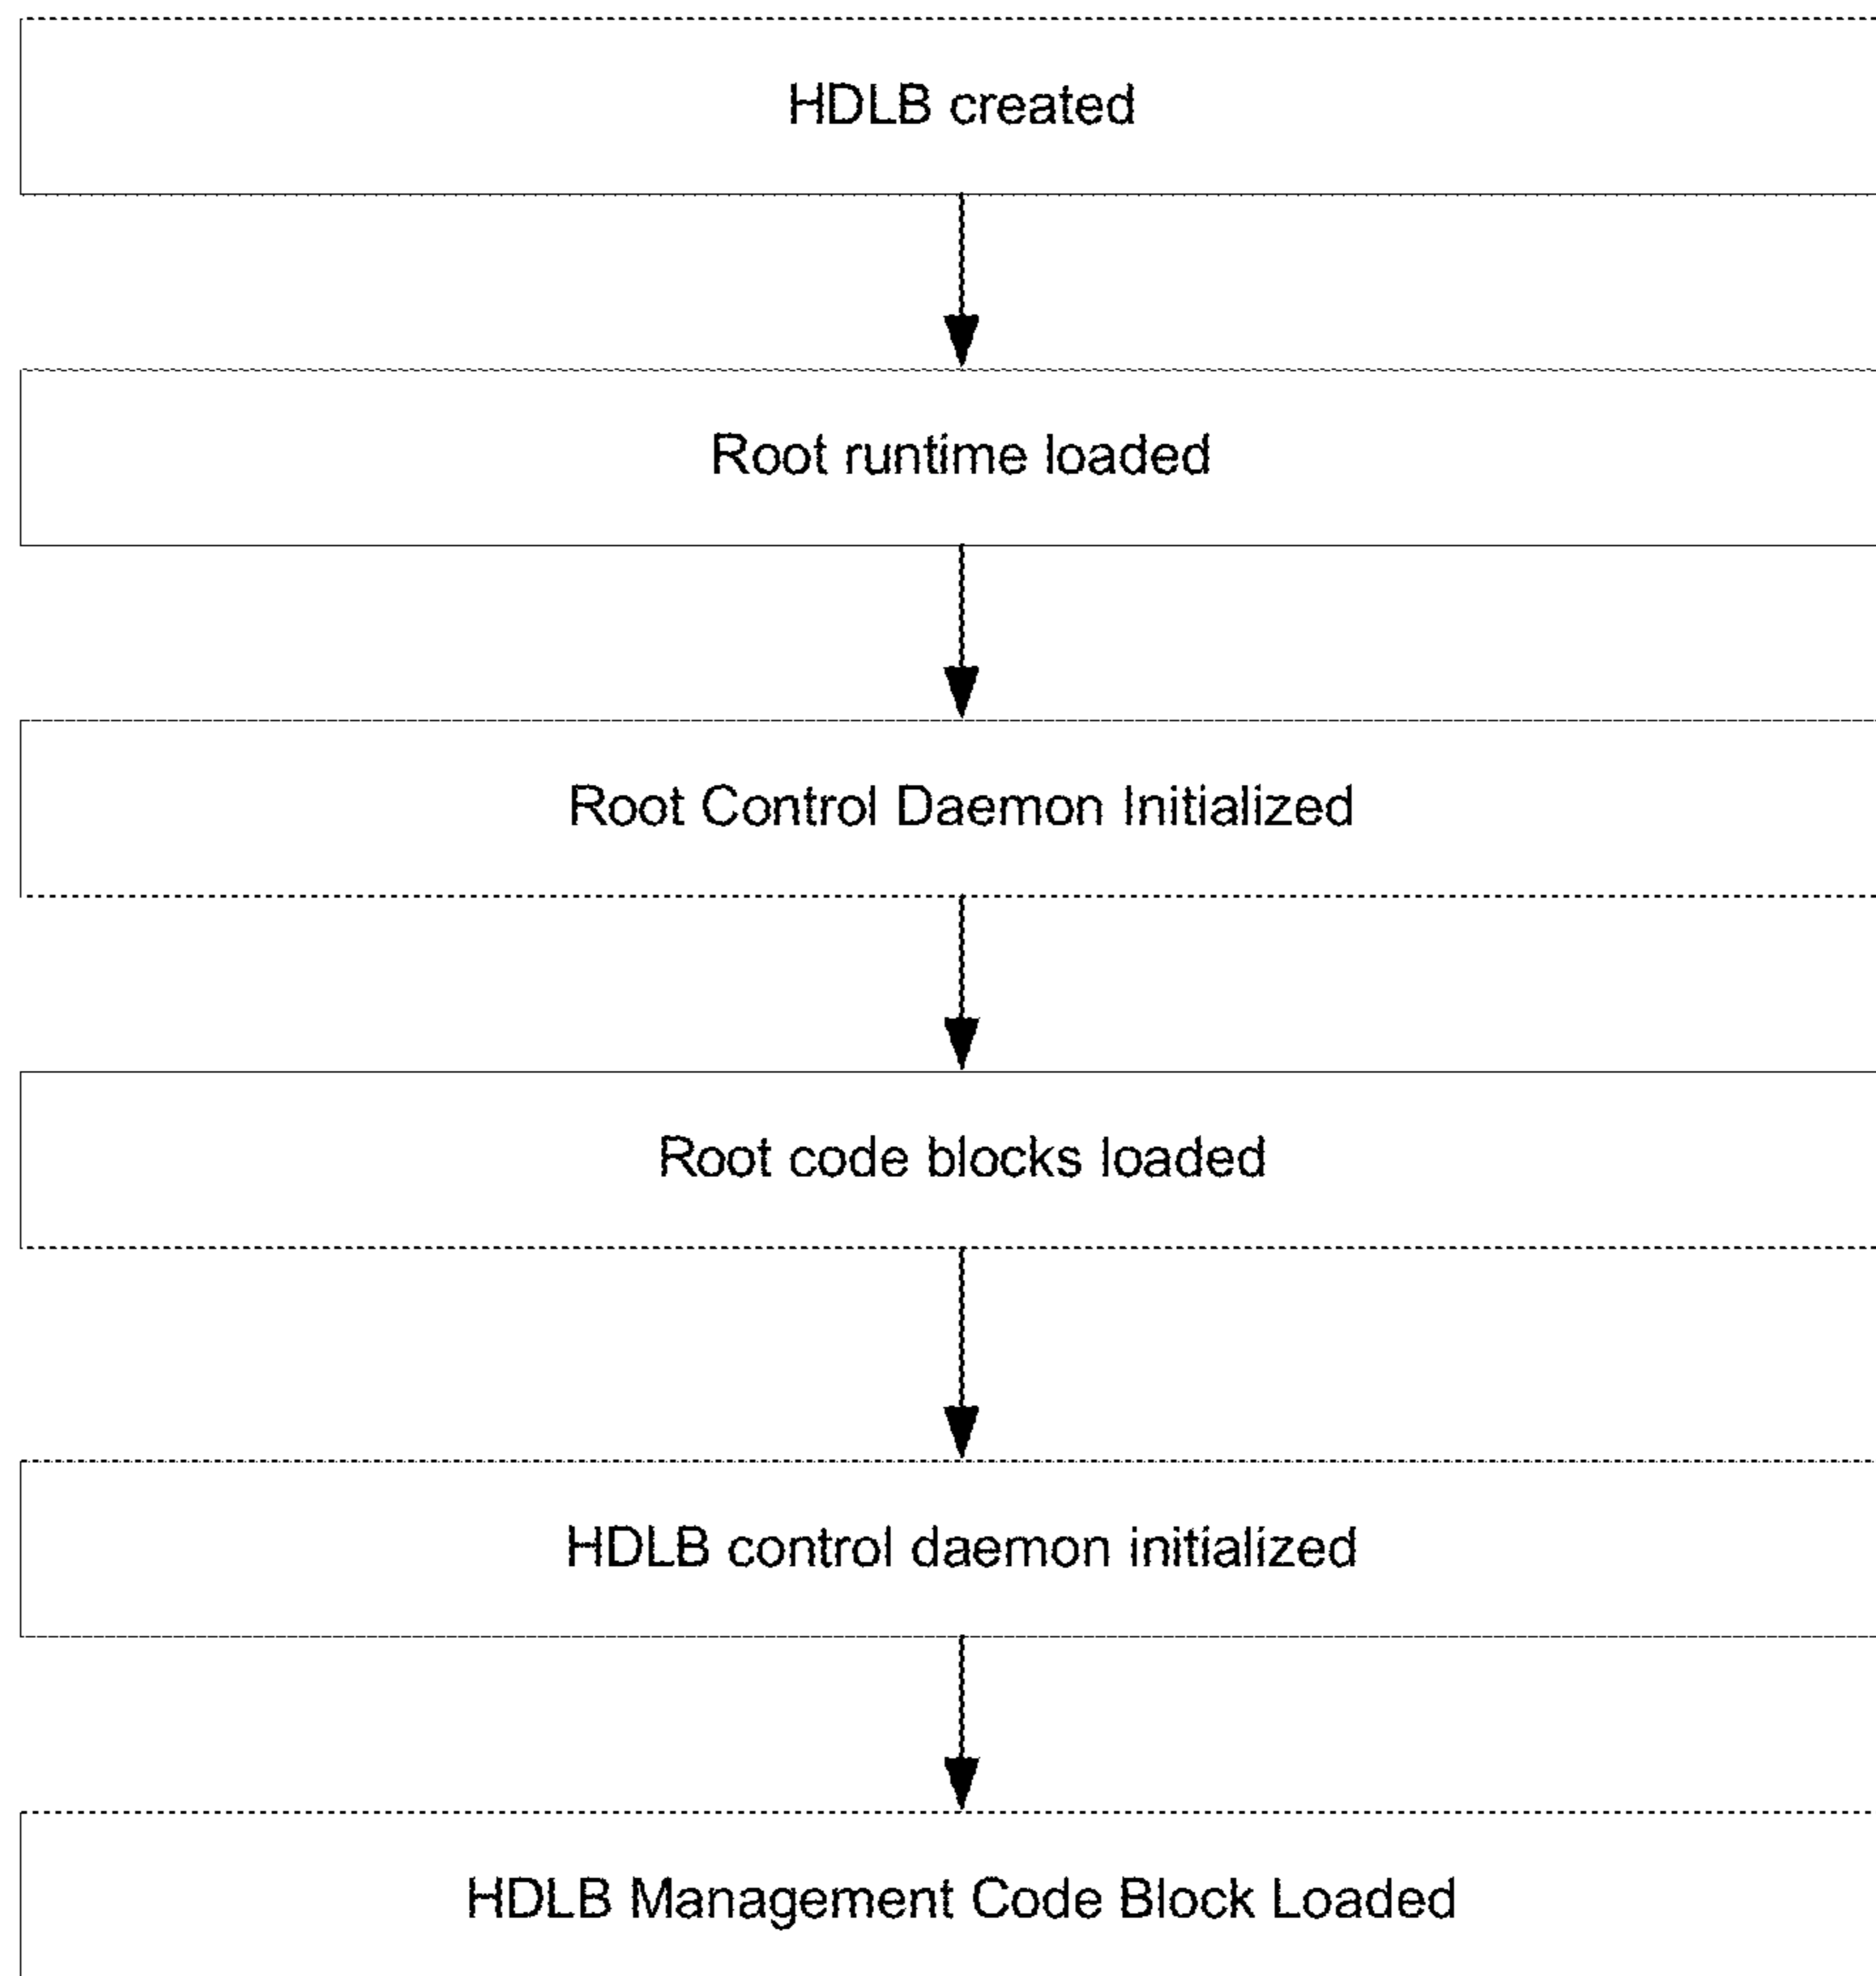 HDLB created
Root runtime loaded
Root Control Daemon Initialized
Root code blocks loaded
HDLB control daemon initialized
HDLB Management Code Block Loaded